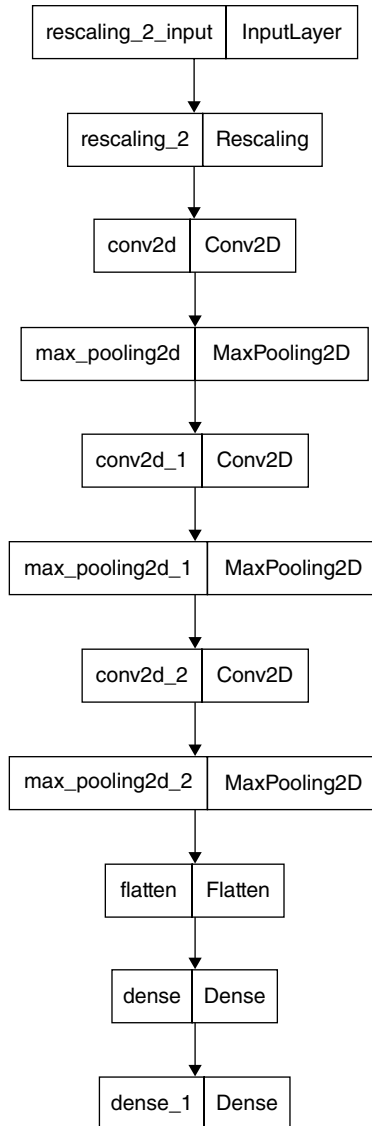 rescaling_2_input InputLayer
rescaling_2 Rescaling
conv2d Conv2D
max_pooling2d MaxPooling2D
conv2d_1 Conv2D
max_pooling2d_1 MaxPooling2D
conv2d_2 Conv2D
max_pooling2d_2 MaxPooling2D
flatten Flatten
dense Dense
dense_1 Dense